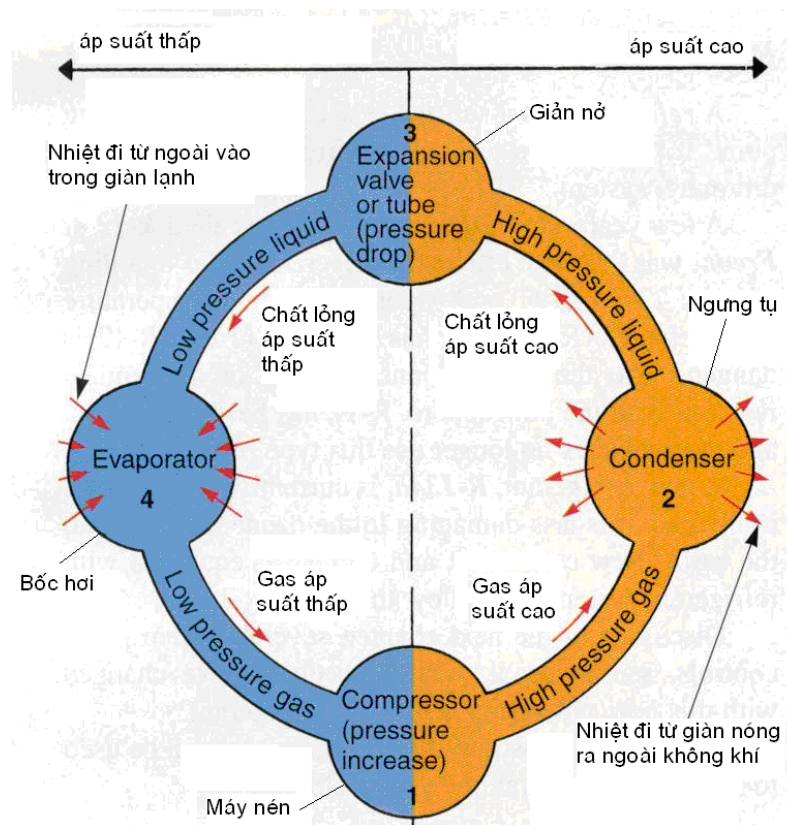 áp suất thấp
áp suất cao
3
Expansion
valve
or tube
(pressure
drop)
Giản nở
Nhiệt đi từ ngoài vào
trong giàn lạnh
Low pressure liquid
High pressure liquid
Chất lỏng
áp suất
thấp
Chất lỏng
áp suất cao
Ngưng tụ
Evaporator
4
Condenser
2
Bốc hơi
Gas áp
suất thấp
Gas áp
suất cao
Low pressure gas
High pressure gas
Compressor
(pressure
increase)
1
Nhiệt đi từ giàn nóng
ra ngoài không khí
Máy nén